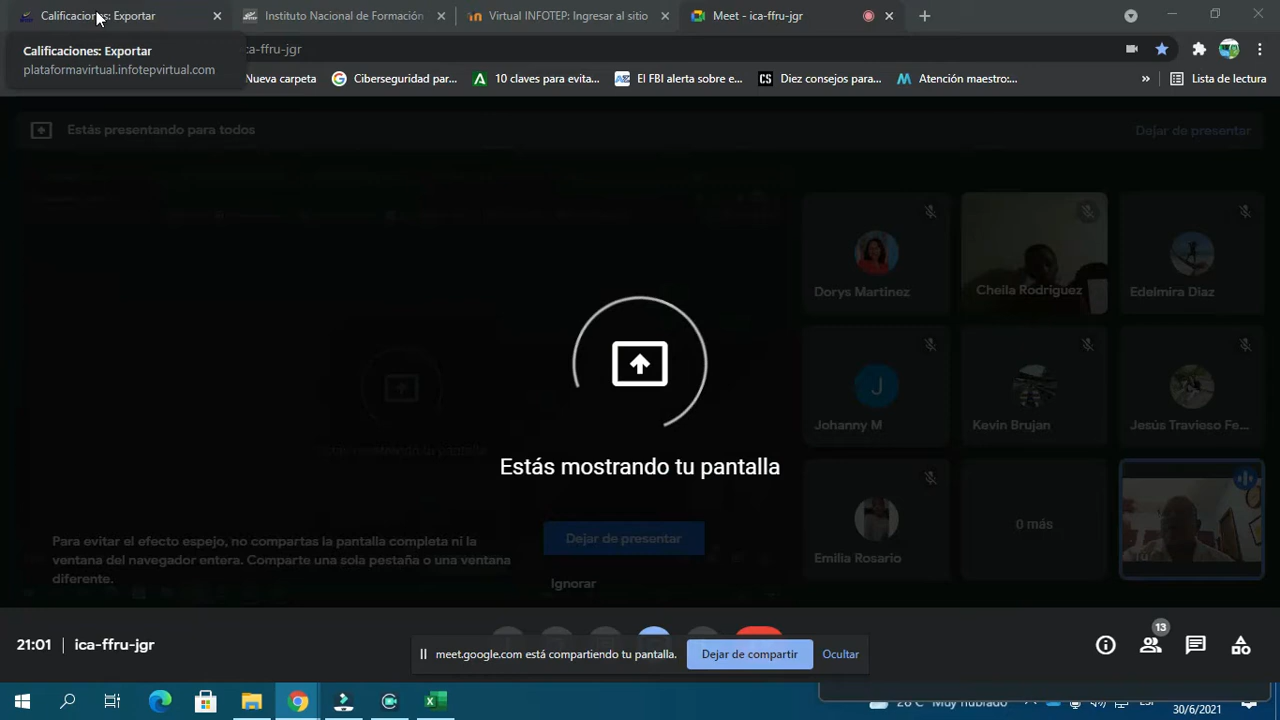 Calificaciones: Exportar
Instituto Nacional de Formación
Virtual INFOTEP: Ingresar al sitio
Meet - ica-ffru-jgr
Calificaciones: Exportar
plataformavirtual.infotepvirtual.com
ca-ffru-jgr
Nueva carpeta
Ciberseguridad par...
10 claves para evita...
El FBI alerta sobre e...
Diez consejos para...
Atención maestro:...
»
Lista de lectura
Estás presentando para todos
Dejar de presentar
Dorys Martinez
Cheila Rodriguez
Edelmira Diaz
Johanny M
Kevin Brujan
Jesús Travieso Fe...
Emilia Rosario
0 más
Tú
Estás mostrando tu pantalla
Para evitar el efecto espejo, no compartas la pantalla completa ni la
ventana del navegador entera. Comparte una sola pestaña o una ventana
diferente.
Dejar de presentar
Ignorar
21:01 | ica-ffru-jgr
meet.google.com está compartiendo tu pantalla.
Dejar de compartir
Ocultar
13
Muy nublado
30/6/2021